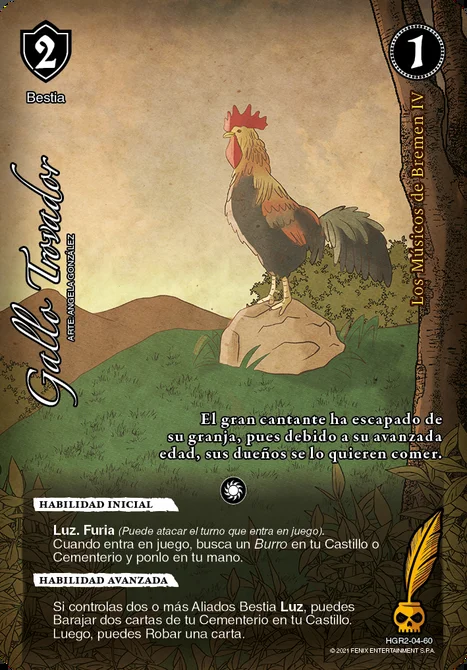 2
1
Bestia
Gallo Trovador
ARTE: ANGELA GONZÁLEZ
Los Músicos de Bremen IV
El gran cantante ha escapado de
su granja, pues debido a su avanzada
edad, sus dueños se lo quieren comer.
HABILIDAD INICIAL
Luz. Furia (Puede atacar el turno que entra en juego).
Cuando entra en juego, busca un Burro en tu Castillo o
Cementerio y ponlo en tu mano.
HABILIDAD AVANZADA
Si controlas dos o más Aliados Bestia Luz, puedes
Barajar dos cartas de tu Cementerio en tu Castillo.
Luego, puedes Robar una carta.
HGR2-04-60
© 2021 FENIX ENTERTAINMENT S.P.A.